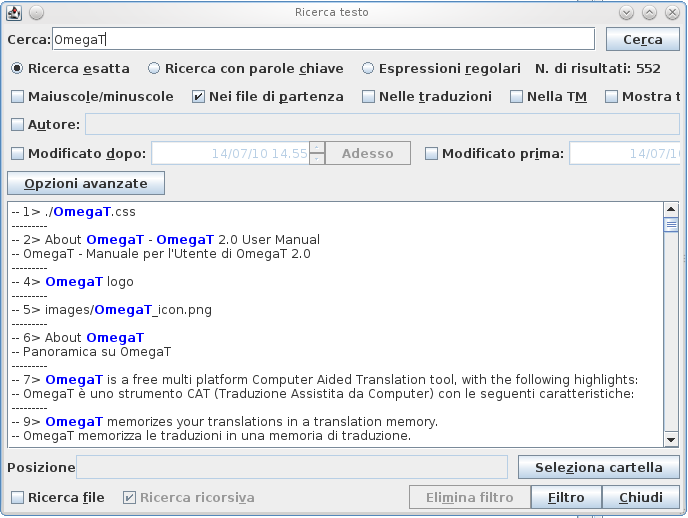 Ricerca testo
Cerca: OmegaT Cerca
Ricerca esatta Ricerca con parole chiave Espressioni regolari N. di risultati: 552
Maiuscole/minuscole Nei file di partenza Nelle traduzioni Nella TM Mostra t
Autore:
Modificato dopo: 14/07/10 14.55 Adesso Modificato prima: 14/07/1
Opzioni avanzate
-- 1> ./OmegaT.css
---------
-- 2> About OmegaT - OmegaT 2.0 User Manual
-- OmegaT - Manuale per l'Utente di OmegaT 2.0
---------
-- 4> OmegaT logo
---------
-- 5> images/OmegaT_icon.png
---------
-- 6> About OmegaT
-- Panoramica su OmegaT
---------
-- 7> OmegaT is a free multi platform Computer Aided Translation tool, with the following highlights:
-- OmegaT è uno strumento CAT (Traduzione Assistita da Computer) con le seguenti caratteristiche:
---------
-- 9> OmegaT memorizes your translations in a translation memory.
-- OmegaT memorizza le traduzioni in una memoria di traduzione.
Posizione Seleziona cartella
Ricerca file Ricerca ricorsiva Elimina filtro Filtro Chiudi